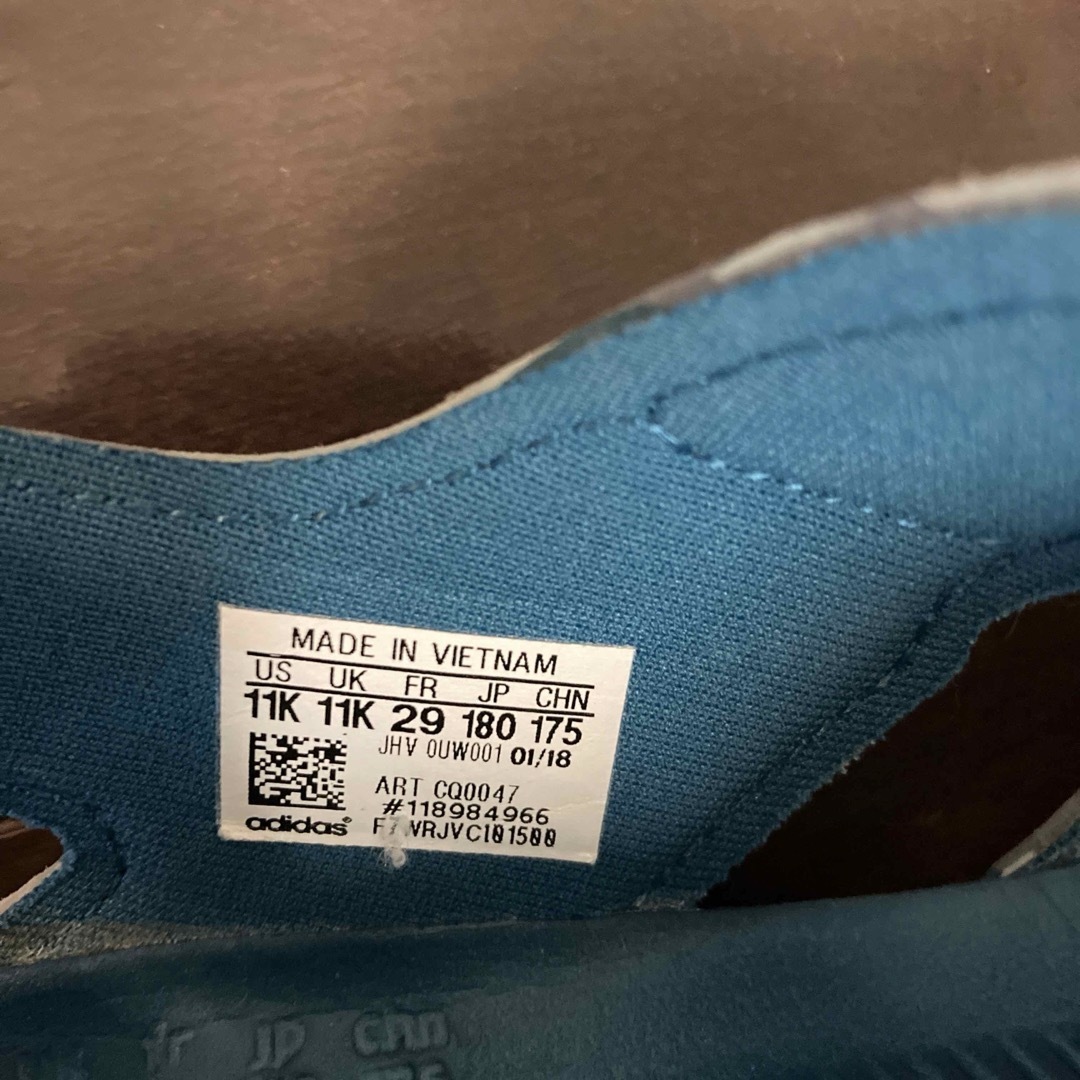 MADE IN VIETNAM
US UK FR JP CHN
11K 11K 29 180 175
JHV 0UW001 01/18
ART CQ0047
#118984966
adidas®
JP CHN